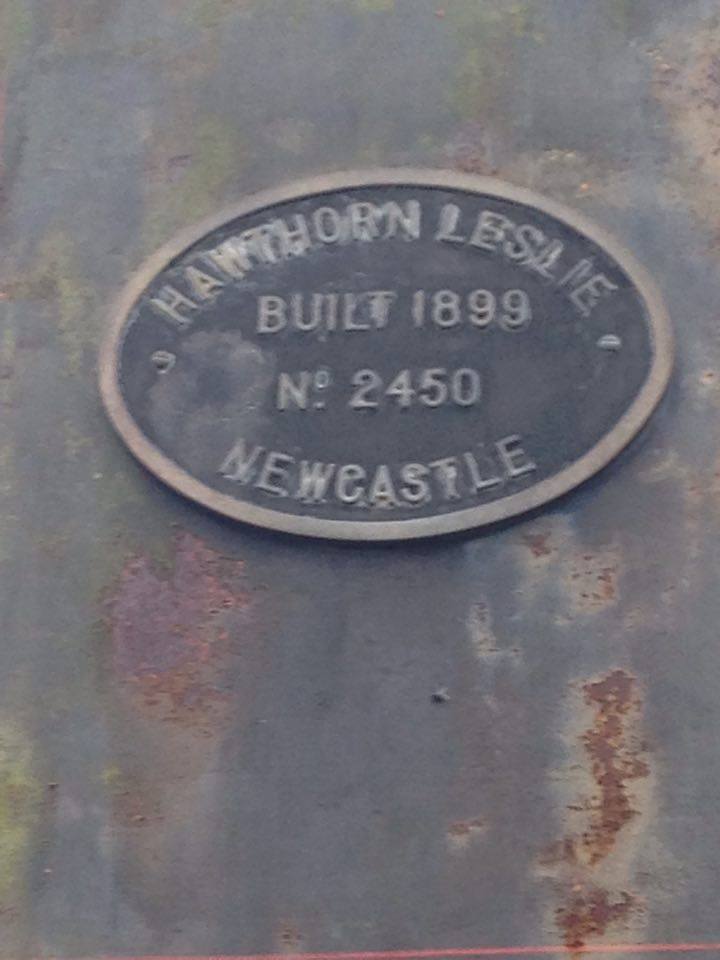 HAWTHORN LESLIE
BUILT 1899
Nº 2450
NEWCASTLE